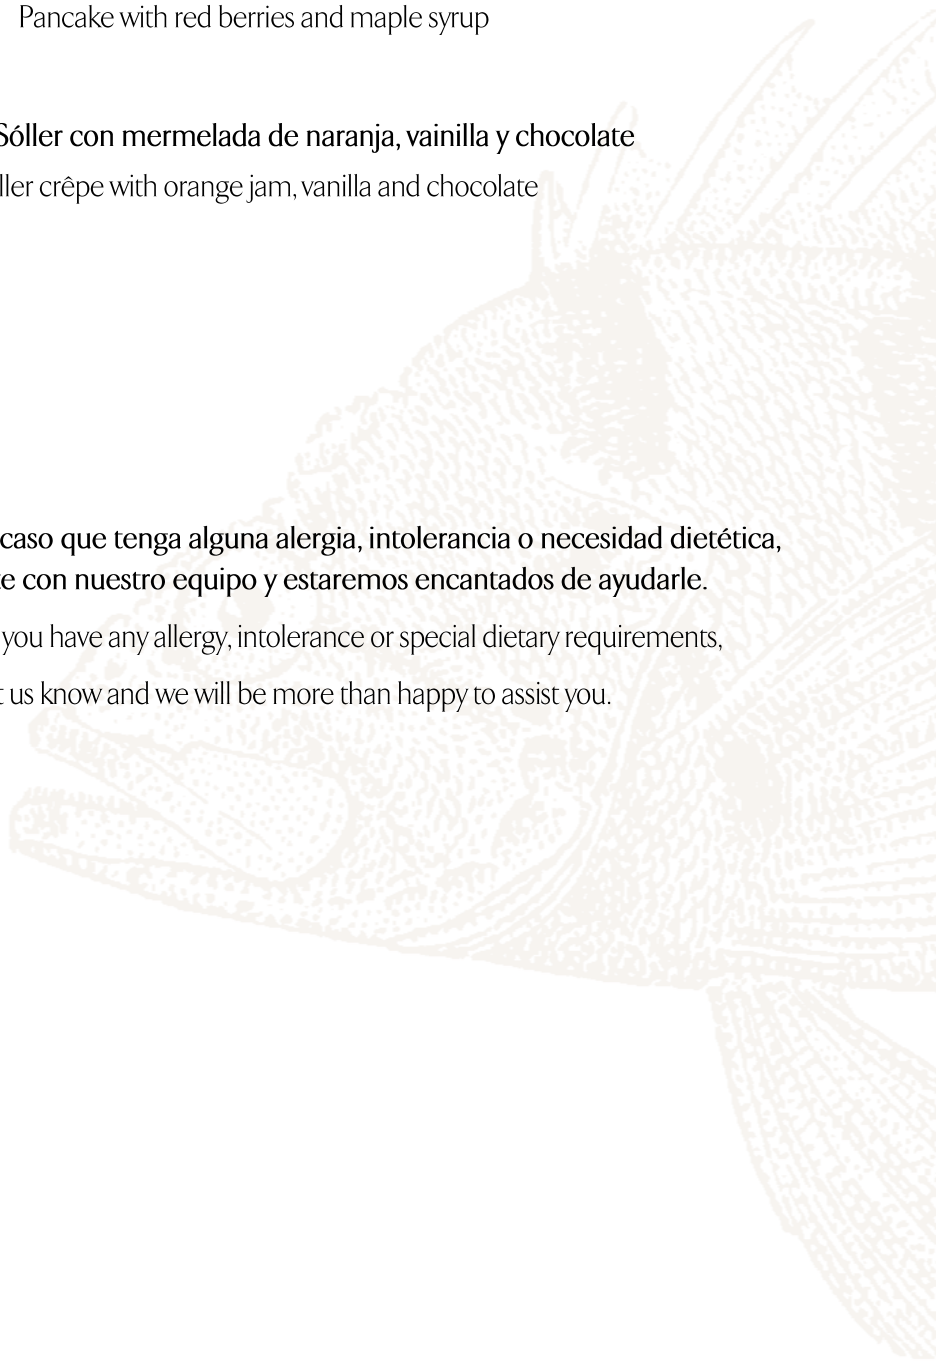 Pancake with red berries and maple syrup
Sóller con mermelada de naranja, vainilla y chocolate
ller crêpe with orange jam, vanilla and chocolate
caso que tenga alguna alergia, intolerancia o necesidad dietética,
te con nuestro equipo y estaremos encantados de ayudarle.
you have any allergy, intolerance or special dietary requirements,
t us know and we will be more than happy to assist you.